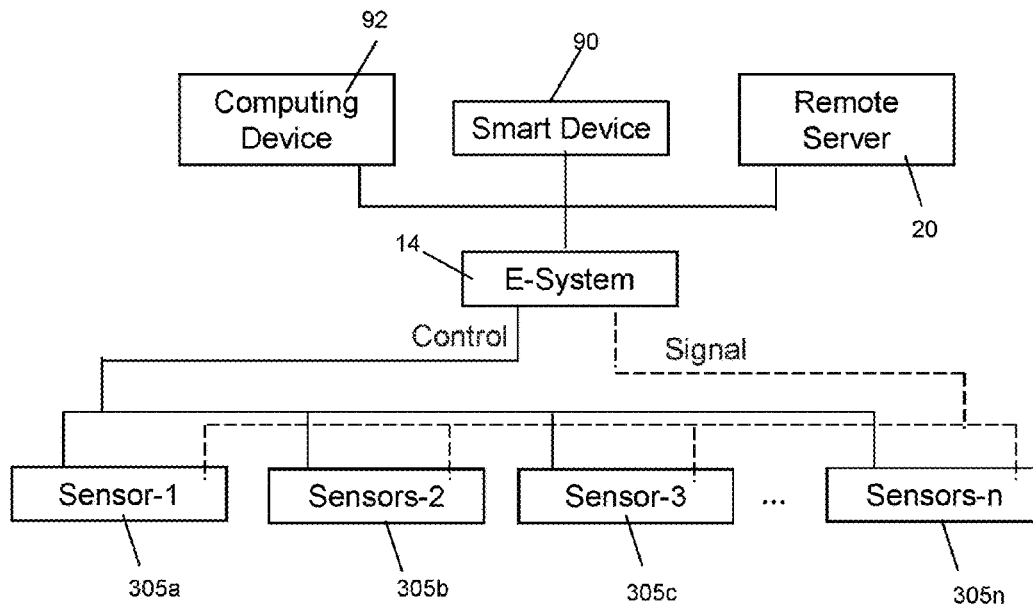 92
90
Computing
Device
Smart Device
Remote
Server
20
14
E-System
Control
Signal
Sensor-1
Sensors-2
Sensor-3
...
Sensors-n
305a
305b
305c
305n